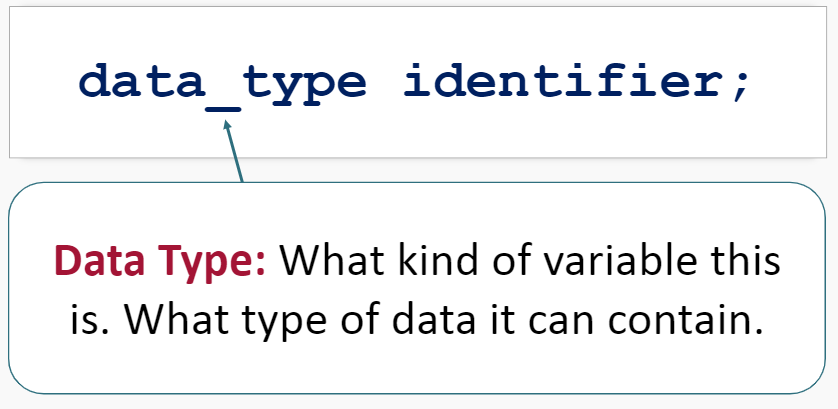 data_type identifier;
Data Type: What kind of variable this
is. What type of data it can contain.